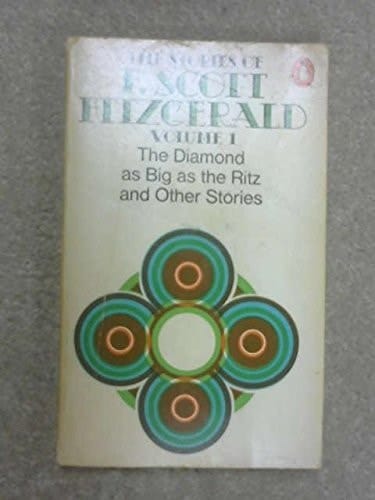 THE STORIES OF
F. SCOTT
FITZGERALD
VOLUME 1
The Diamond
as Big as the Ritz
and Other Stories